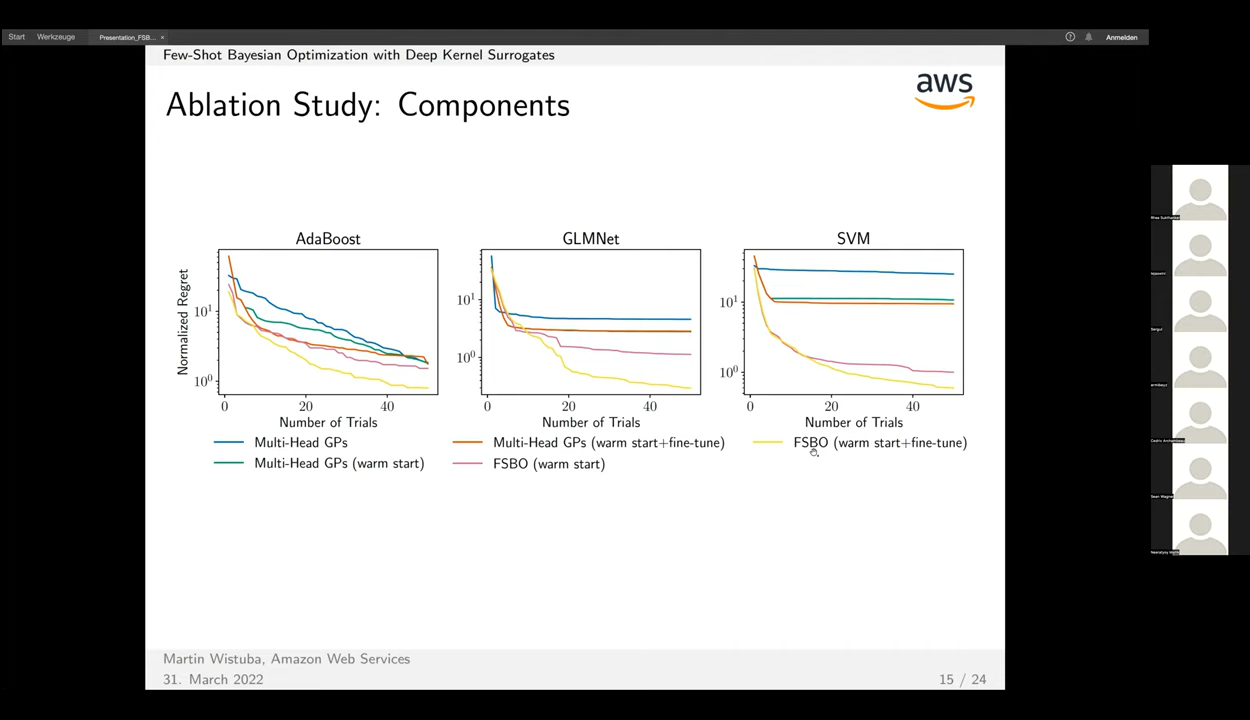 Start Werkzeuge Presentation_FSB... × ? Anmelden
Few-Shot Bayesian Optimization with Deep Kernel Surrogates
Ablation Study: Components
aws
AdaBoost
GLMNet
SVM
Normalized Regret
10¹
10⁰
0 20 40
Number of Trials
10¹
10⁰
0 20 40
Number of Trials
10¹
10⁰
0 20 40
Number of Trials
Multi-Head GPs
Multi-Head GPs (warm start)
Multi-Head GPs (warm start+fine-tune)
FSBO (warm start)
FSBO (warm start+fine-tune)
Martin Wistuba, Amazon Web Services
31. March 2022
15 / 24